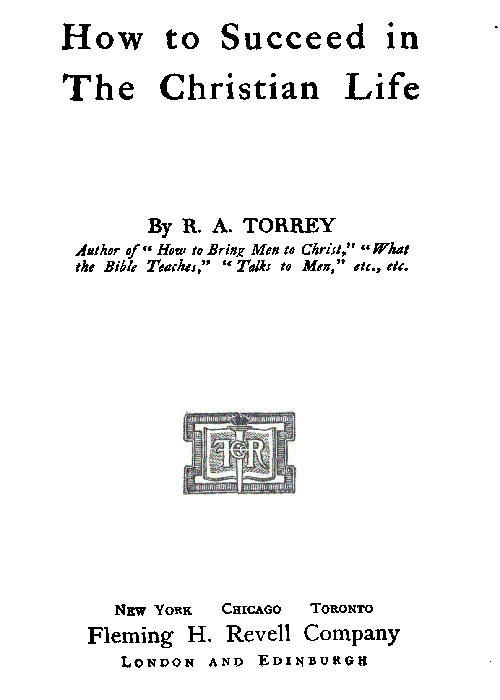 How to Succeed in
The Christian Life
By R. A. TORREY
Author of “ How to Bring Men to Christ,” “What
the Bible Teaches,” “ Talks to Men,” etc., etc.
NEW YORK CHICAGO TORONTO
Fleming H. Revell Company
LONDON AND EDINBURGH